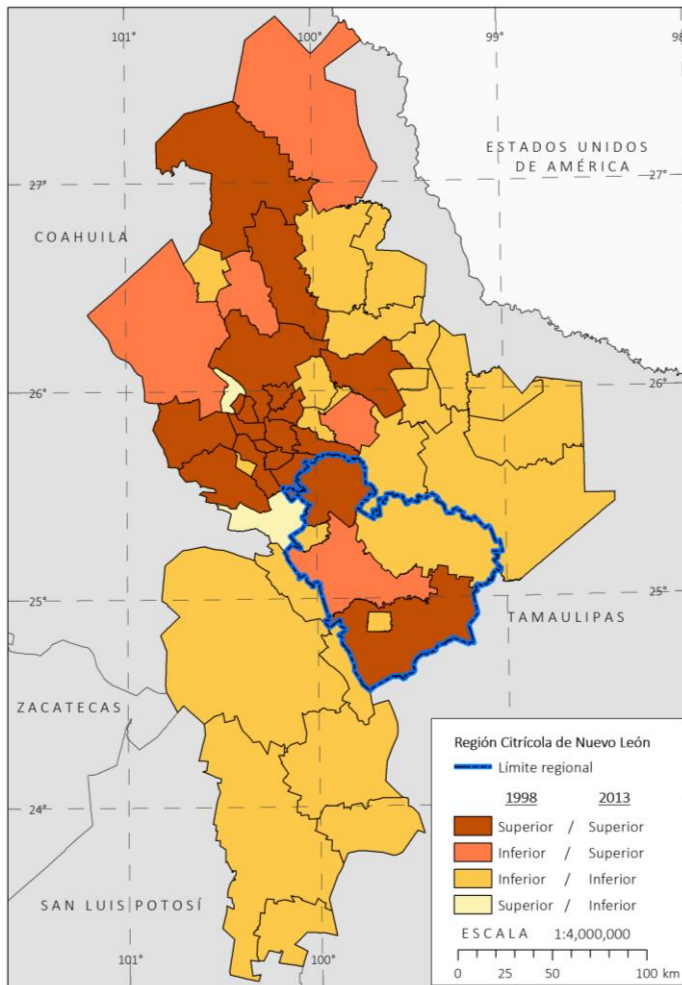 101° 100° 99° 98
ESTADOS UNIDOS
DE AMÉRICA
27° 27°
COAHUILA
26° 26°
25° 25°
TAMAULIPAS
ZACATECAS
Región Citrícola de Nuevo León
Límite regional
1998 2013
24°
Superior / Superior
Inferior / Superior
Inferior / Inferior
SAN LUIS POTOSÍ
Superior / Inferior
ESCALA 1:4,000,000
0 25 50 100 km
101° 100°